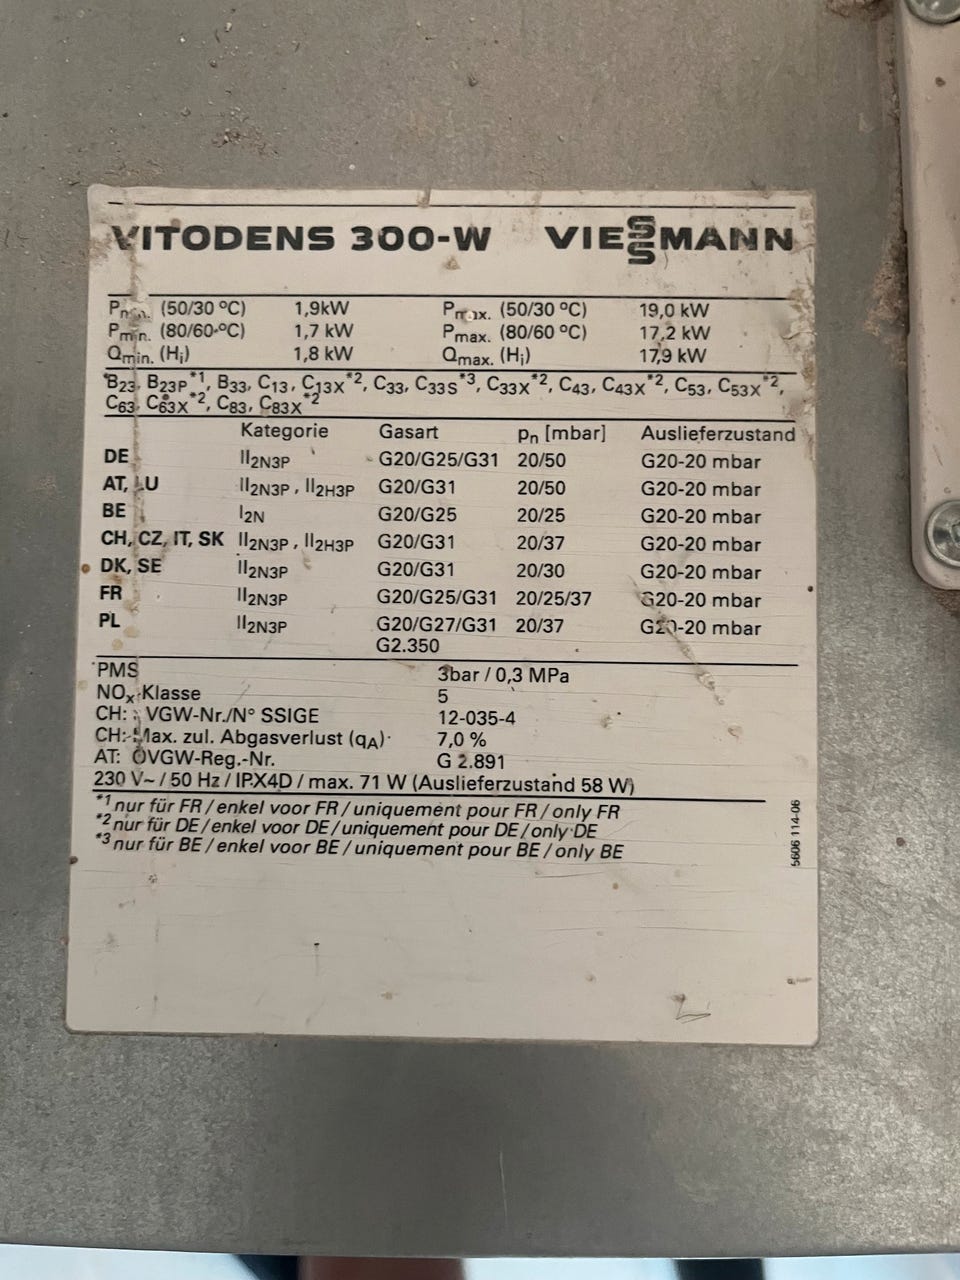 VITODENS 300-W VIESSMANN
Pmin. (50/30 ºC) 1,9kW Pmax. (50/30 ºC) 19,0 kW
Pmin. (80/60 ºC) 1,7 kW Pmax. (80/60 ºC) 17,2 kW
Qmin. (Hi) 1,8 kW Qmax. (Hi) 17,9 kW
B23, B23P*1, B33, C13, C13X*2, C33, C33S*3, C33X*2, C43, C43X*2, C53, C53X*2,
C63, C63X*2, C83, C83X*2
Kategorie Gasart pn [mbar] Auslieferzustand
DE II2N3P G20/G25/G31 20/50 G20-20 mbar
AT, LU II2N3P, II2H3P G20/G31 20/50 G20-20 mbar
BE I2N G20/G25 20/25 G20-20 mbar
CH, CZ, IT, SK II2N3P, II2H3P G20/G31 20/37 G20-20 mbar
DK, SE II2N3P G20/G31 20/30 G20-20 mbar
FR II2N3P G20/G25/G31 20/25/37 G20-20 mbar
PL II2N3P G20/G27/G31 20/37 G20-20 mbar
G2.350
PMS 3bar / 0,3 MPa
NOx Klasse 5
CH: VGW-Nr./N° SSIGE 12-035-4
CH: Max. zul. Abgasverlust (qA) 7,0 %
AT: ÖVGW-Reg.-Nr. G 2.891
230 V~ / 50 Hz / IPX4D / max. 71 W (Auslieferzustand 58 W)
*1 nur für FR / enkel voor FR / uniquement pour FR / only FR
*2 nur für DE / enkel voor DE / uniquement pour DE / only DE
*3 nur für BE / enkel voor BE / uniquement pour BE / only BE
5606 114-06